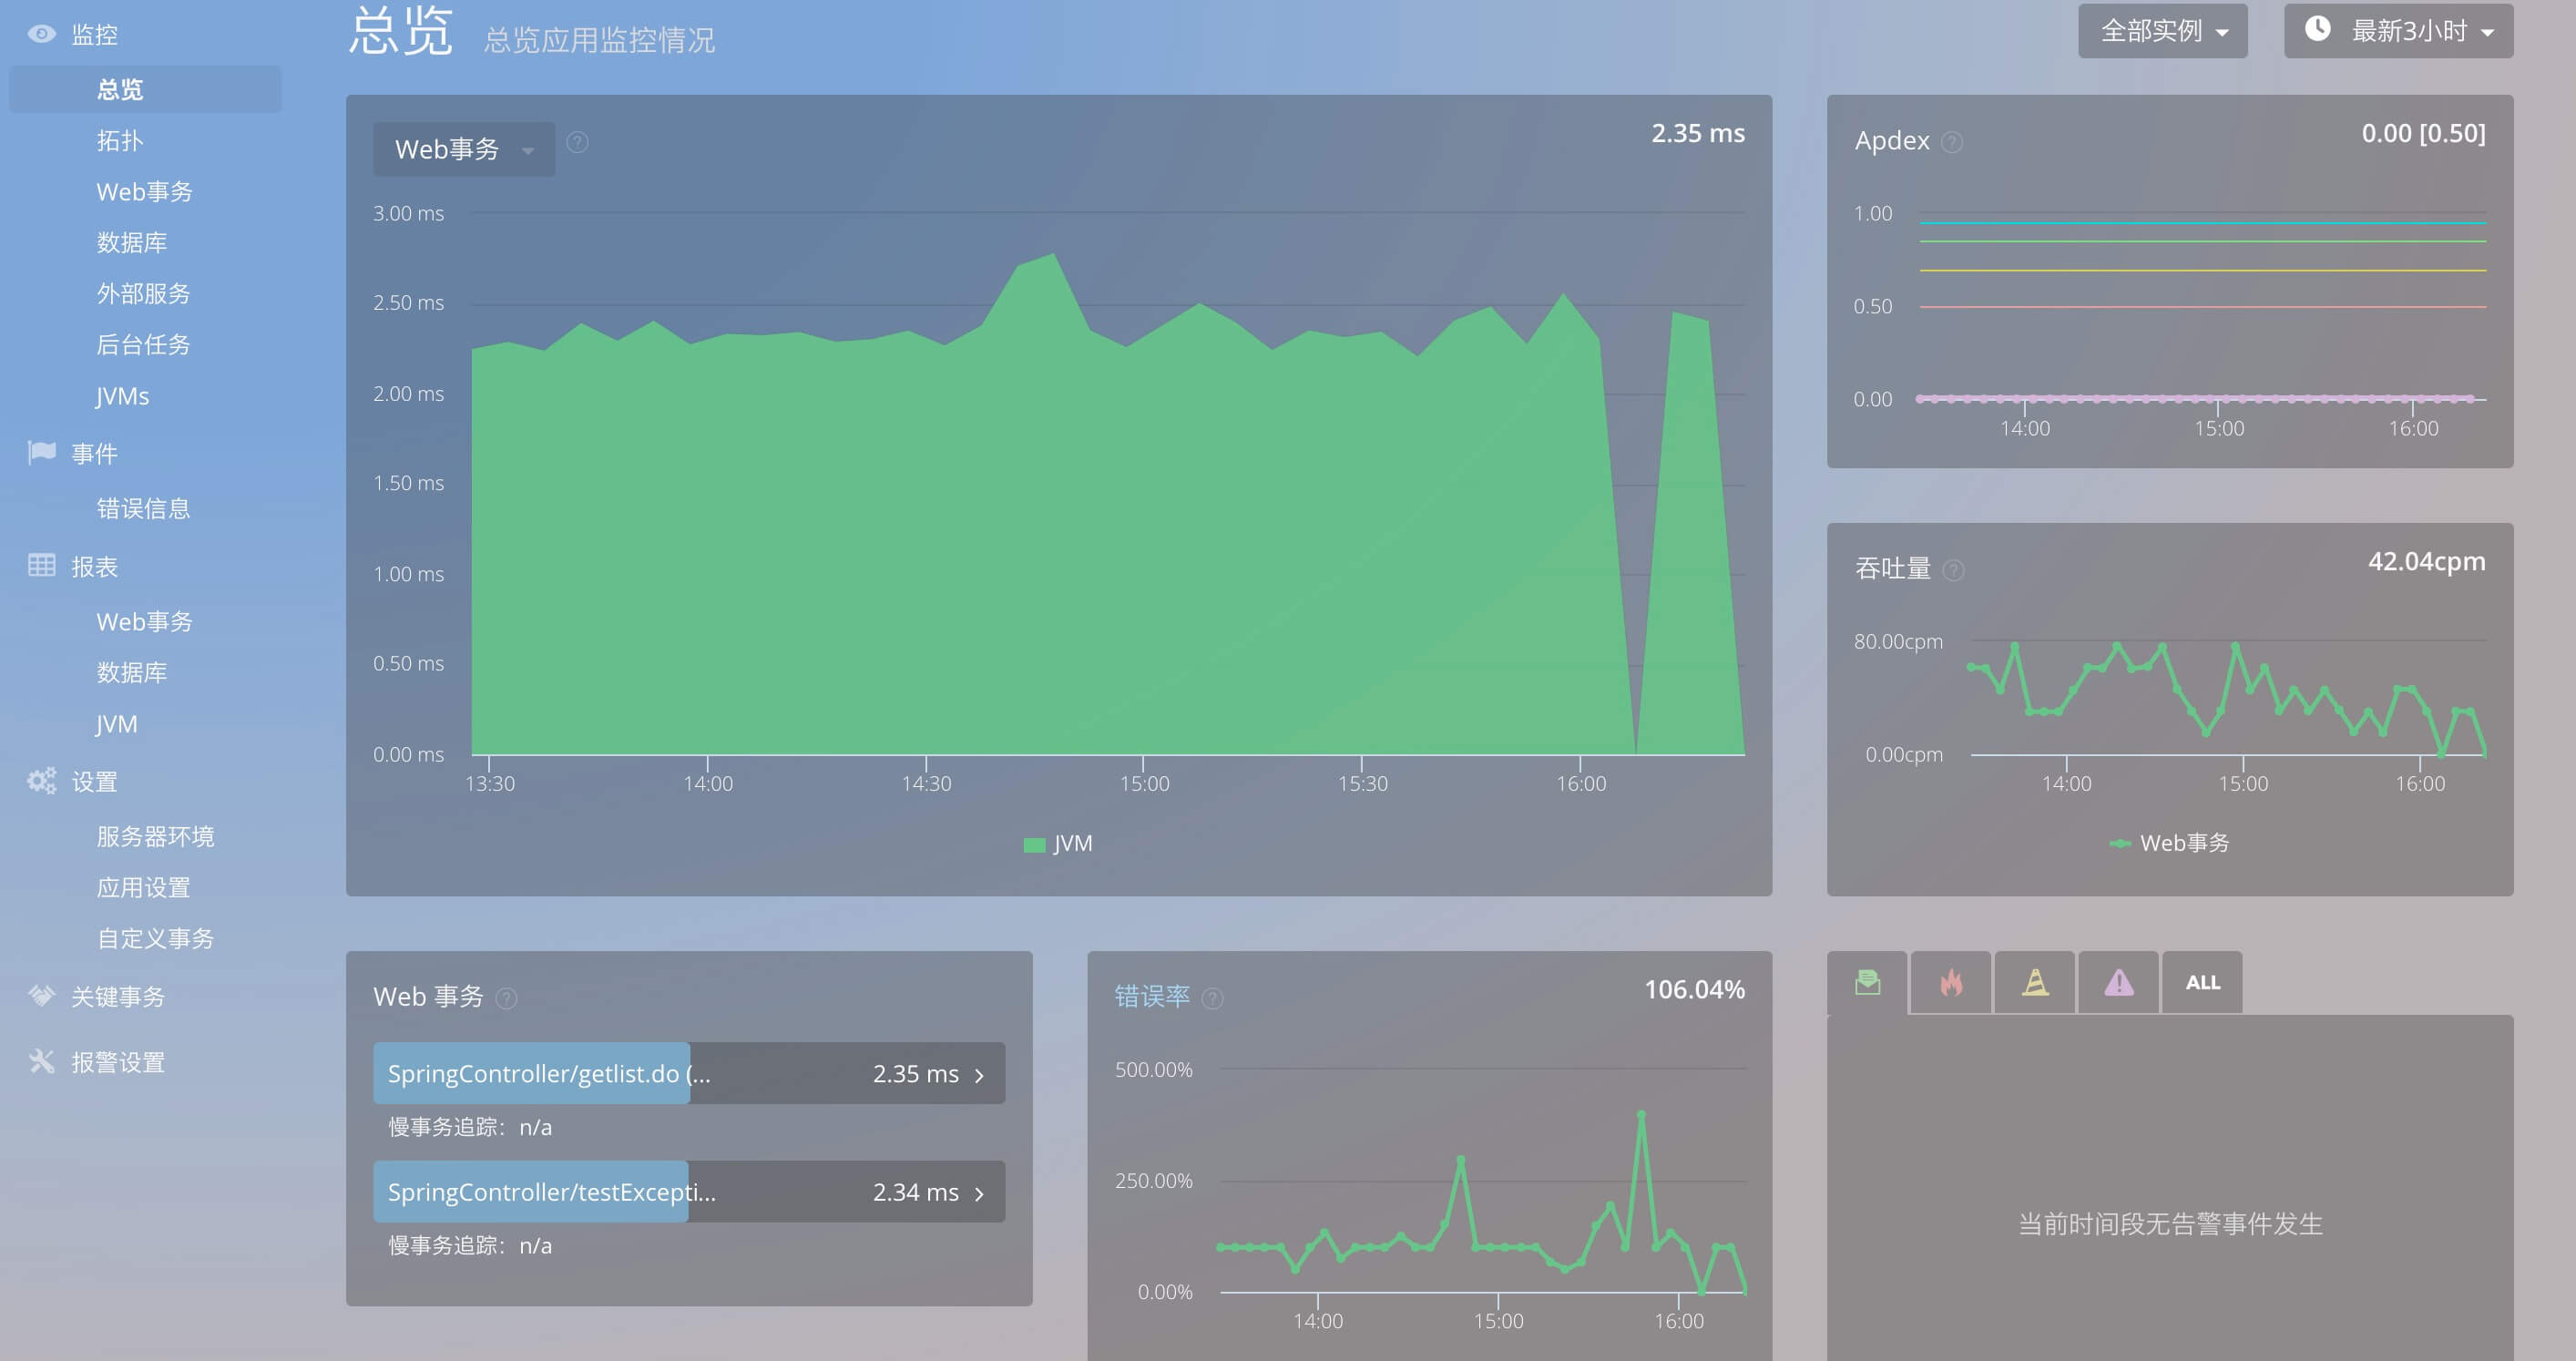 监控
总览
拓扑
Web事务
数据库
外部服务
后台任务
JVMs
事件
错误信息
报表
Web事务
数据库
JVM
设置
服务器环境
应用设置
自定义事务
关键事务
报警设置
总览 总览应用监控情况
全部实例
最新3小时
Web事务 ?
2.35 ms
3.00 ms
2.50 ms
2.00 ms
1.50 ms
1.00 ms
0.50 ms
0.00 ms
13:30 14:00 14:30 15:00 15:30 16:00
JVM
Apdex ?
0.00 [0.50]
1.00
0.50
0.00
14:00 15:00 16:00
吞吐量 ?
42.04cpm
80.00cpm
0.00cpm
14:00 15:00 16:00
Web事务
Web 事务 ?
SpringController/getlist.do (... 2.35 ms
慢事务追踪：n/a
SpringController/testExcepti... 2.34 ms
慢事务追踪：n/a
错误率 ?
106.04%
500.00%
250.00%
0.00%
14:00 15:00 16:00
ALL
当前时间段无告警事件发生